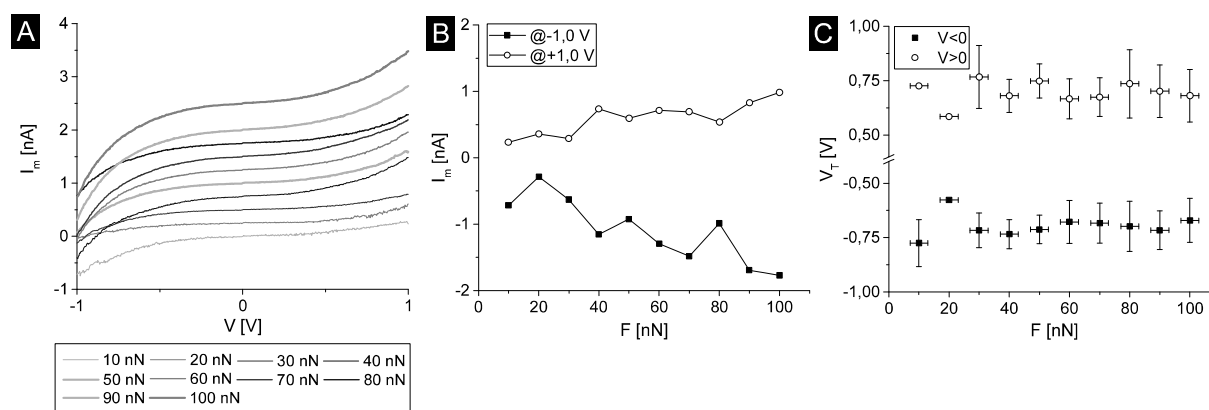 A
4
3
2
1
0
-1
I_m [nA]
-1
0
1
V [V]
10 nN
20 nN
30 nN
40 nN
50 nN
60 nN
70 nN
80 nN
90 nN
100 nN
B
@-1,0 V
@+1,0 V
2
1
0
-1
-2
I_m [nA]
0
20
40
60
80
100
F [nN]
C
V<0
V>0
1,00
0,75
0,50
-0,50
-0,75
-1,00
V_T [V]
0
20
40
60
80
100
F [nN]